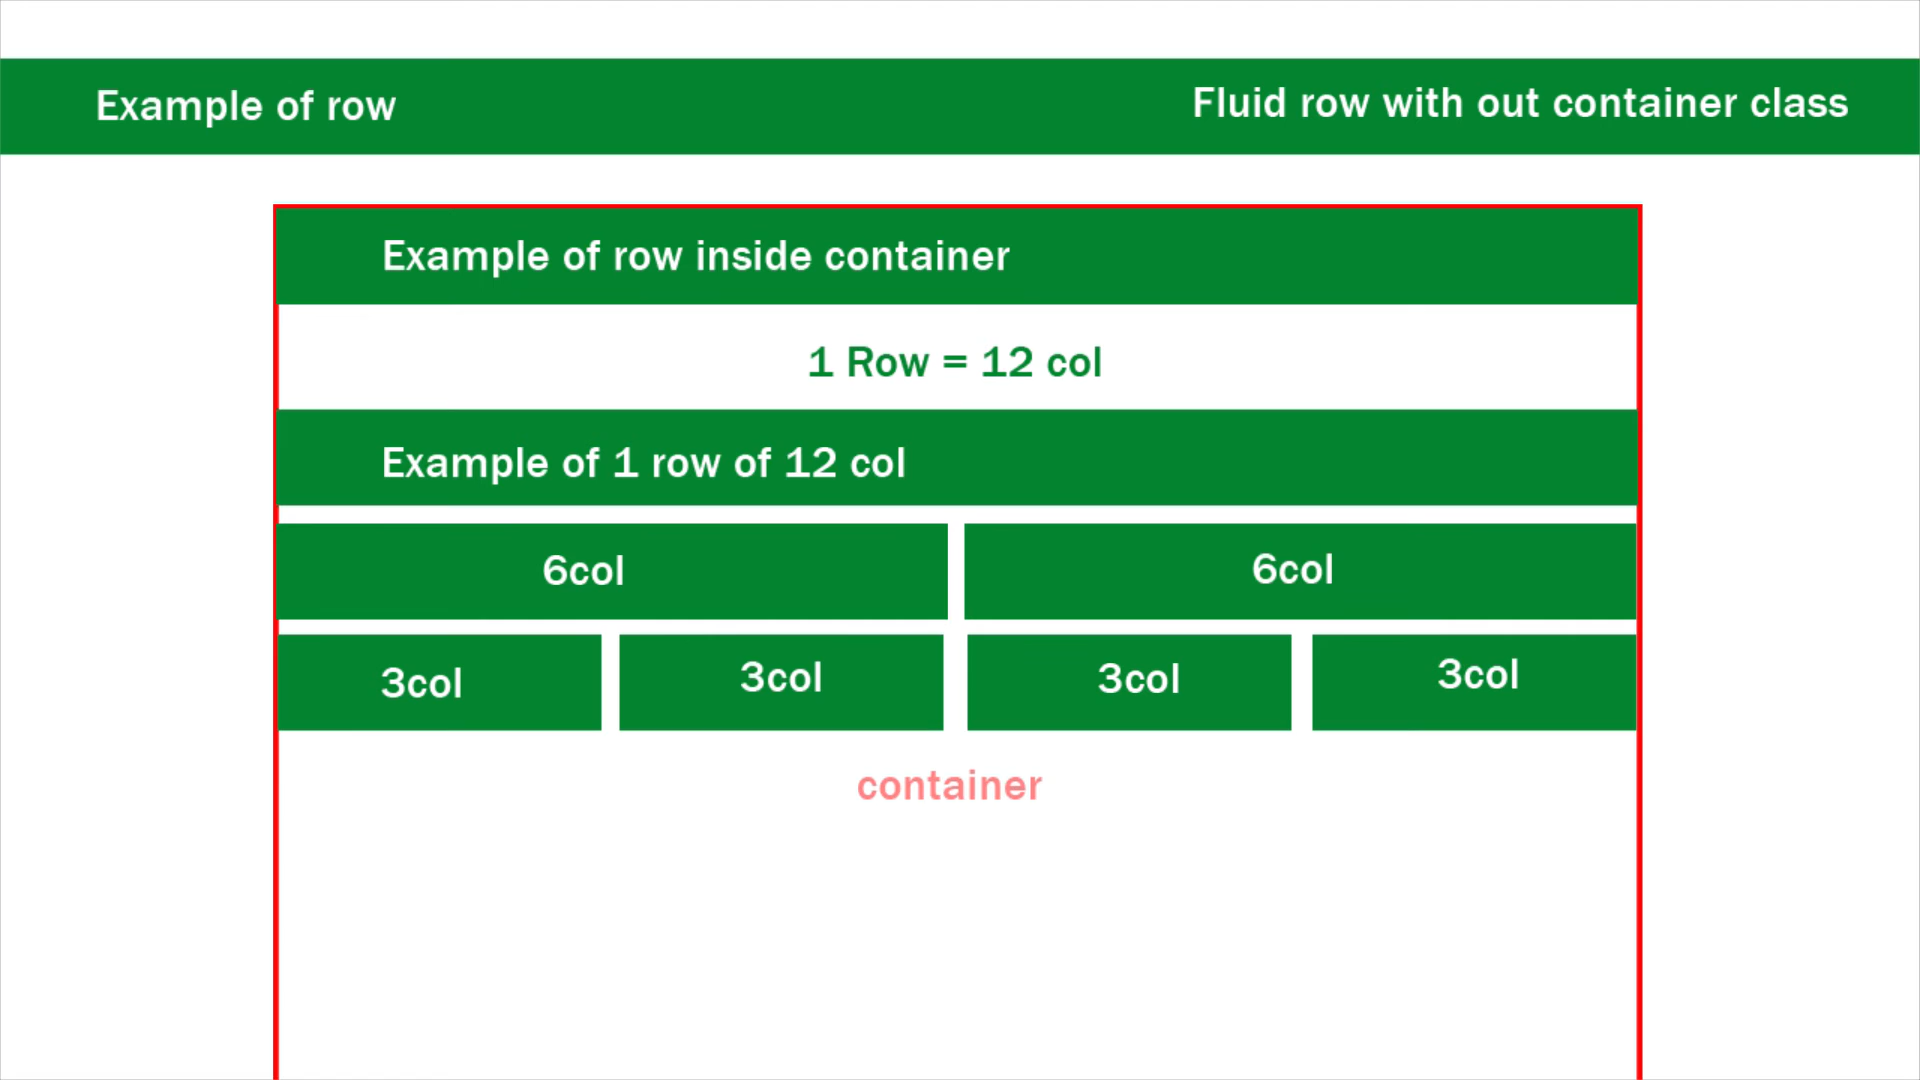 Example of row
Fluid row with out container class
Example of row inside container
1 Row = 12 col
Example of 1 row of 12 col
6col
6col
3col
3col
3col
3col
container